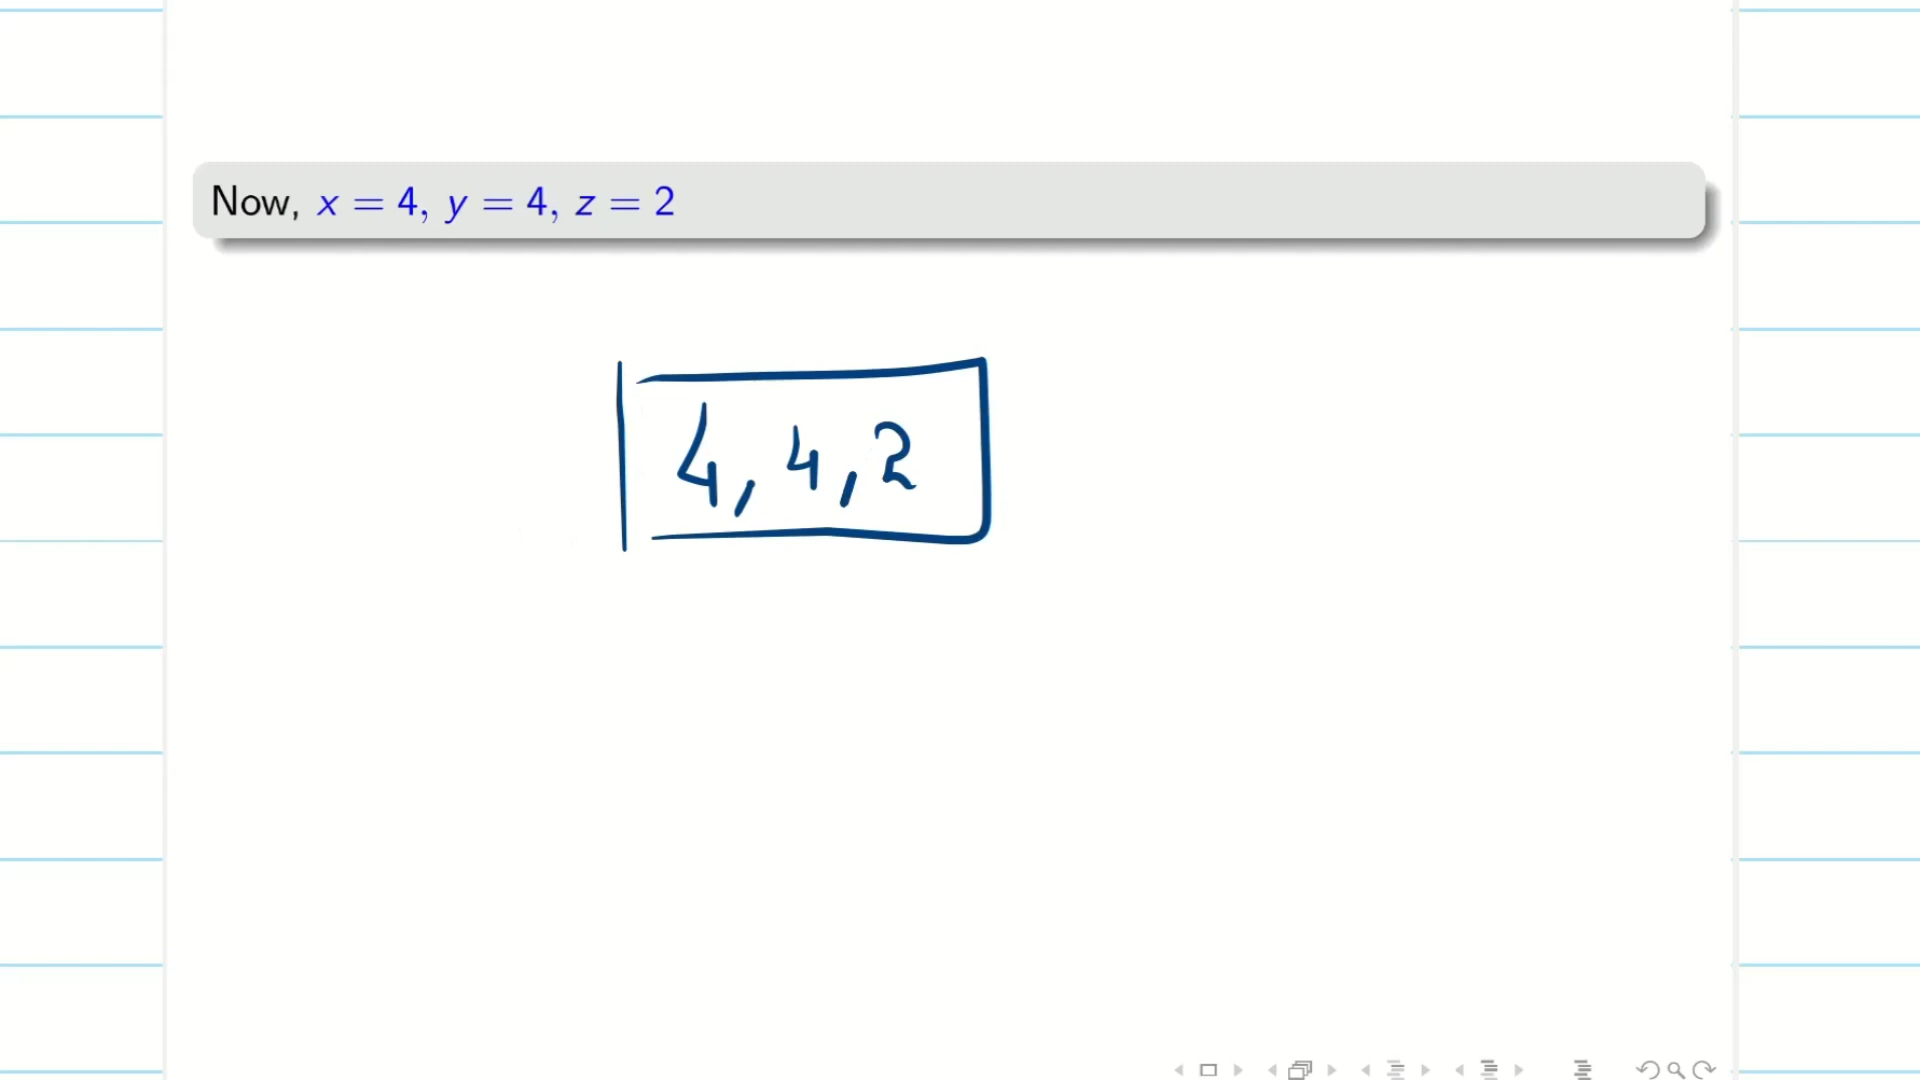 Now, x = 4, y = 4, z = 2
4, 4, 2